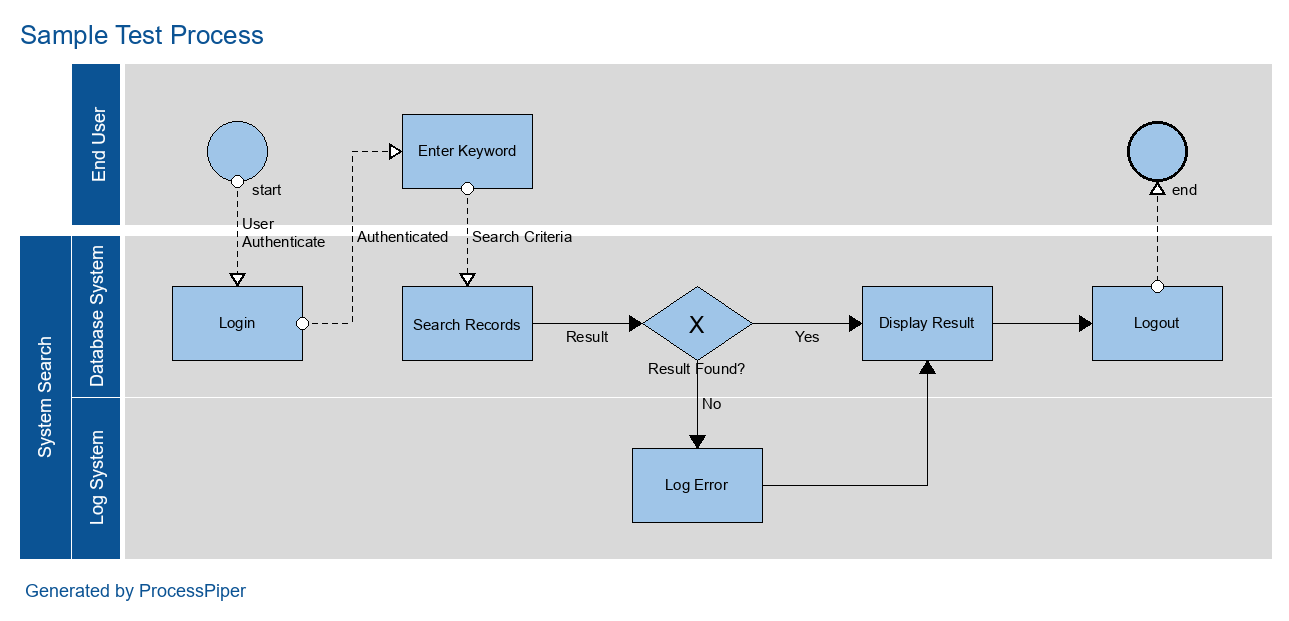 Sample Test Process
End User
start
Enter Keyword
end
User
Authenticate
Authenticated
Search Criteria
System Search
Database System
Login
Search Records
Result
X
Result Found?
Yes
Display Result
Logout
No
Log System
Log Error
Generated by ProcessPiper